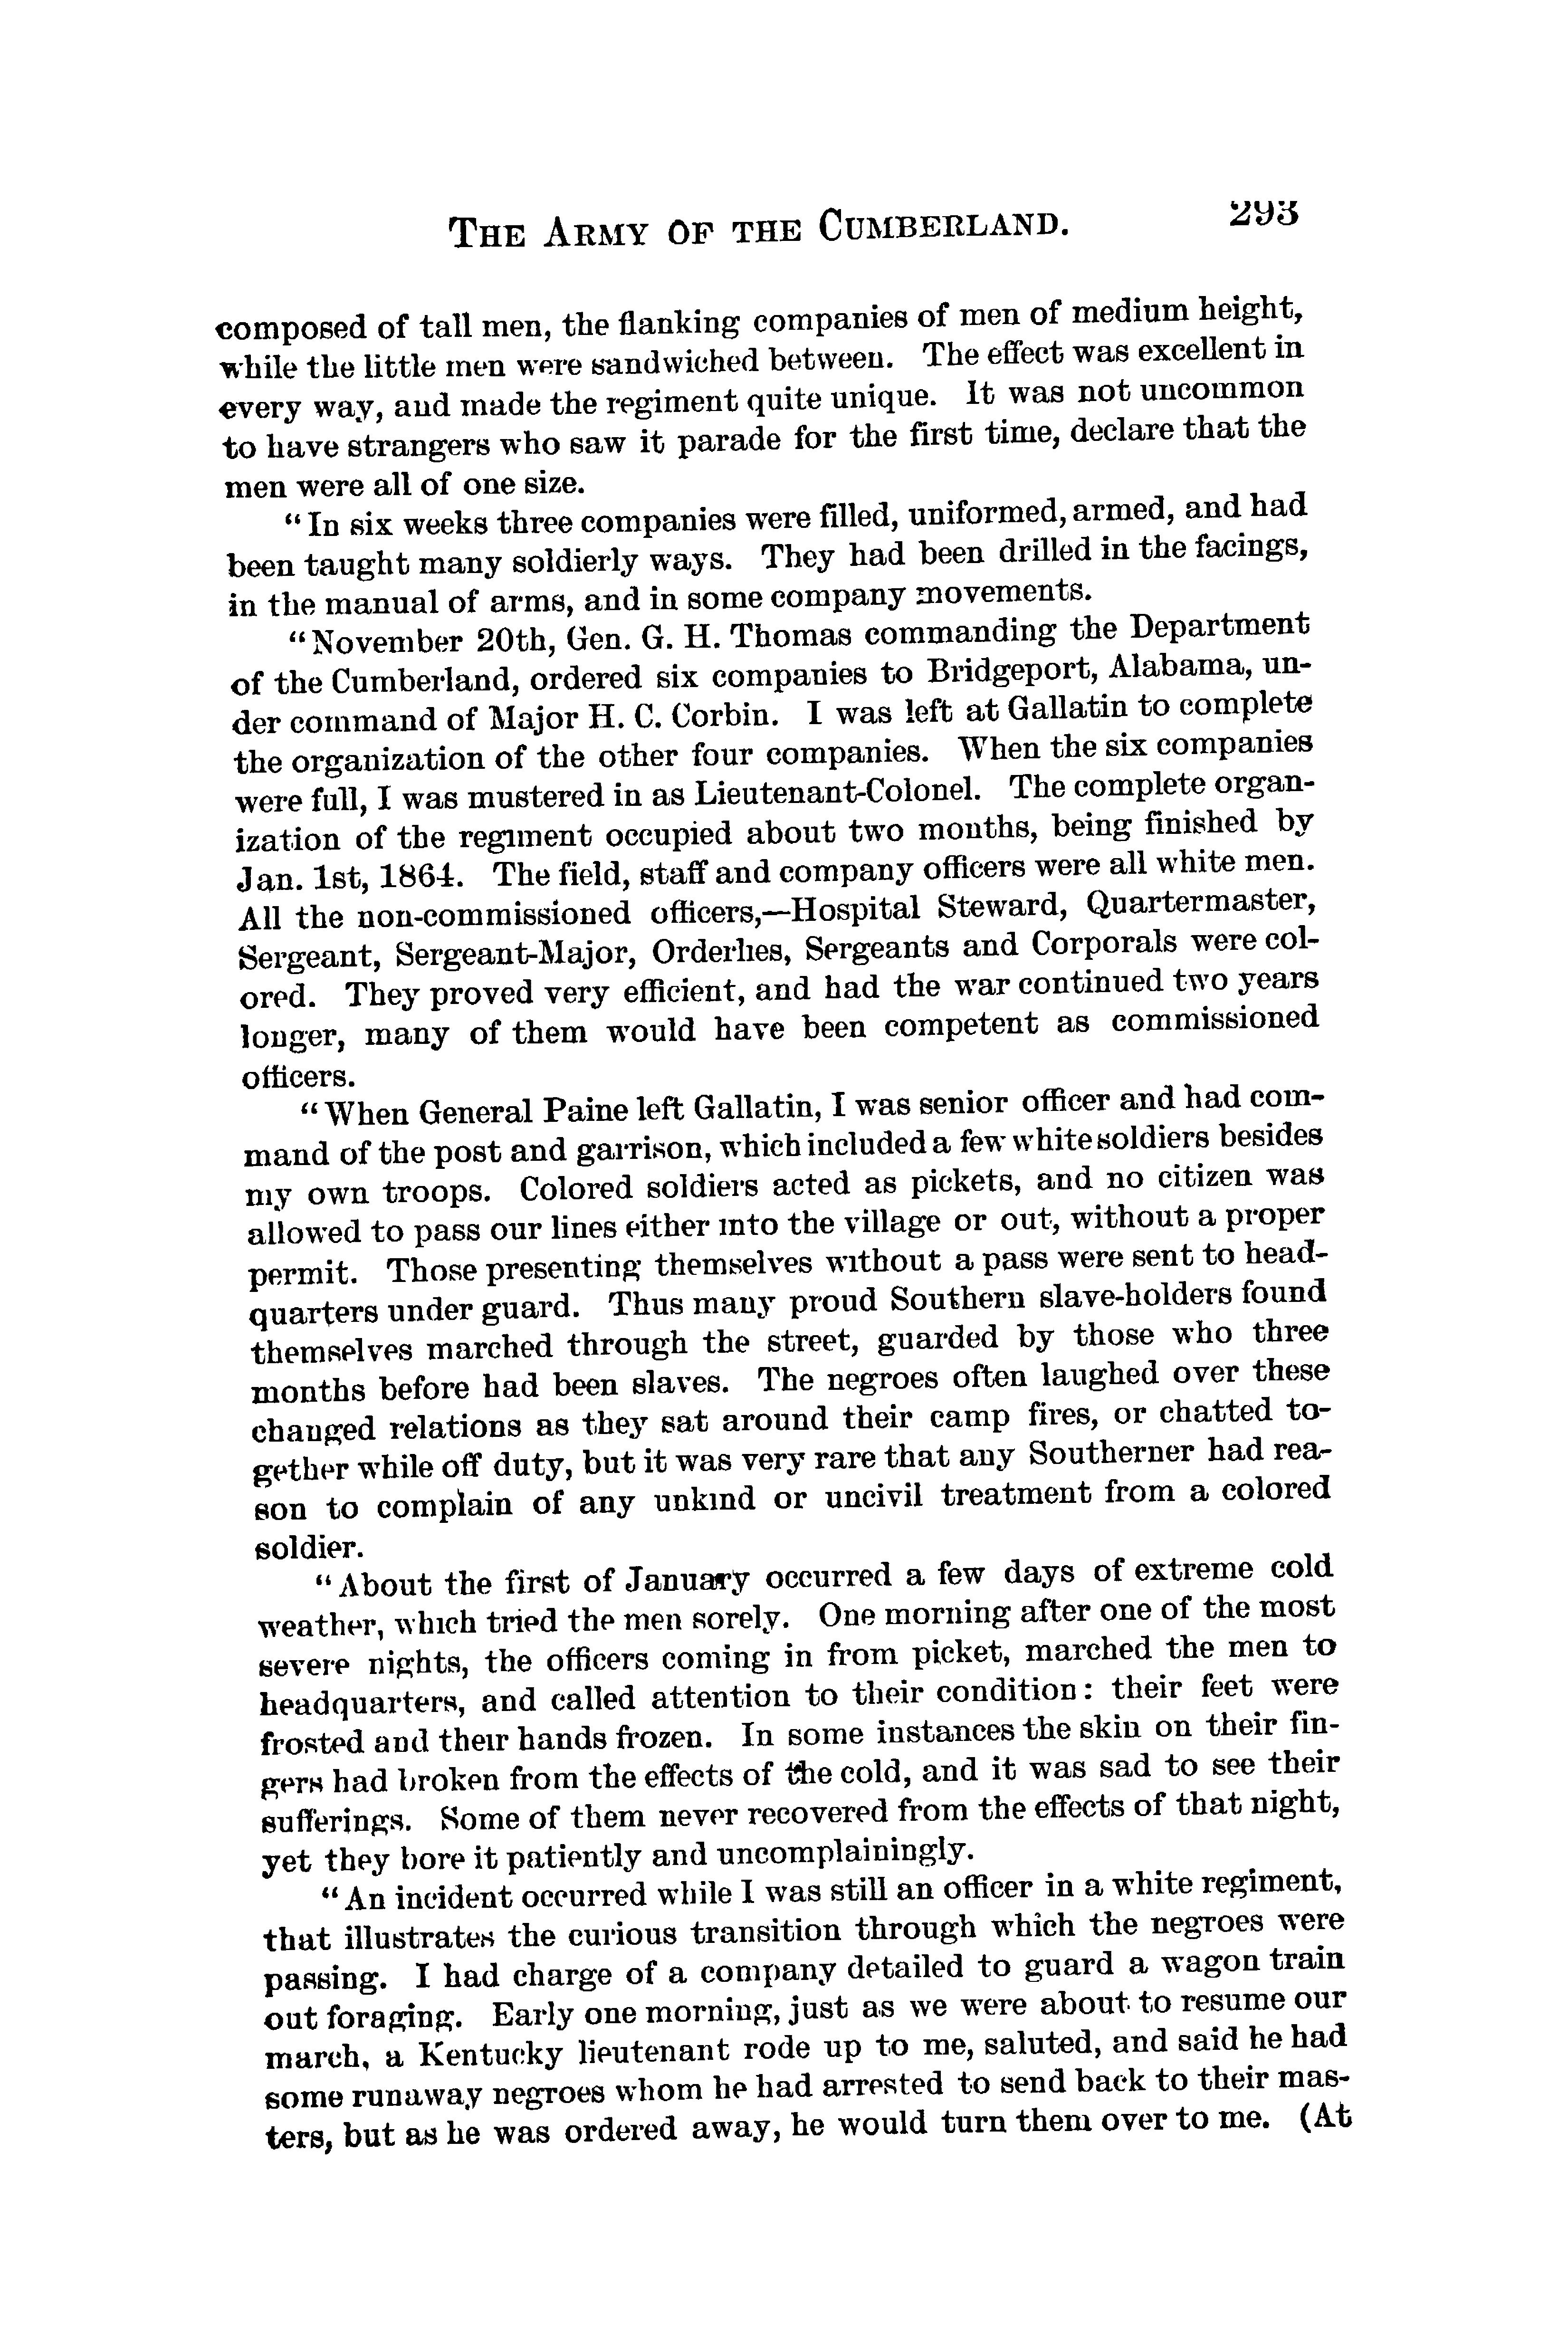 THE ARMY OF THE CUMBERLAND. 293
composed of tall men, the flanking companies of men of medium height,
while the little men were sandwiched between. The effect was excellent in
every way, and made the regiment quite unique. It was not uncommon
to have strangers who saw it parade for the first time, declare that the
men were all of one size.
"In six weeks three companies were filled, uniformed, armed, and had
been taught many soldierly ways. They had been drilled in the facings,
in the manual of arms, and in some company movements.
"November 20th, Gen. G. H. Thomas commanding the Department
of the Cumberland, ordered six companies to Bridgeport, Alabama, un-
der command of Major H. C. Corbin. I was left at Gallatin to complete
the organization of the other four companies. When the six companies
were full, I was mustered in as Lieutenant-Colonel. The complete organ-
ization of the regiment occupied about two months, being finished by
Jan. 1st, 1864. The field, staff and company officers were all white men.
All the non-commissioned officers,—Hospital Steward, Quartermaster,
Sergeant, Sergeant-Major, Orderlies, Sergeants and Corporals were col-
ored. They proved very efficient, and had the war continued two years
longer, many of them would have been competent as commissioned
officers.
"When General Paine left Gallatin, I was senior officer and had com-
mand of the post and garrison, which included a few white soldiers besides
my own troops. Colored soldiers acted as pickets, and no citizen was
allowed to pass our lines either into the village or out, without a proper
permit. Those presenting themselves without a pass were sent to head-
quarters under guard. Thus many proud Southern slave-holders found
themselves marched through the street, guarded by those who three
months before had been slaves. The negroes often laughed over these
changed relations as they sat around their camp fires, or chatted to-
gether while off duty, but it was very rare that any Southerner had rea-
son to complain of any unkind or uncivil treatment from a colored
soldier.
"About the first of January occurred a few days of extreme cold
weather, which tried the men sorely. One morning after one of the most
severe nights, the officers coming in from picket, marched the men to
headquarters, and called attention to their condition: their feet were
frosted and their hands frozen. In some instances the skin on their fin-
gers had broken from the effects of the cold, and it was sad to see their
sufferings. Some of them never recovered from the effects of that night,
yet they bore it patiently and uncomplainingly.
"An incident occurred while I was still an officer in a white regiment,
that illustrates the curious transition through which the negroes were
passing. I had charge of a company detailed to guard a wagon train
out foraging. Early one morning, just as we were about to resume our
march, a Kentucky lieutenant rode up to me, saluted, and said he had
some runaway negroes whom he had arrested to send back to their mas-
ters, but as he was ordered away, he would turn them over to me. (At